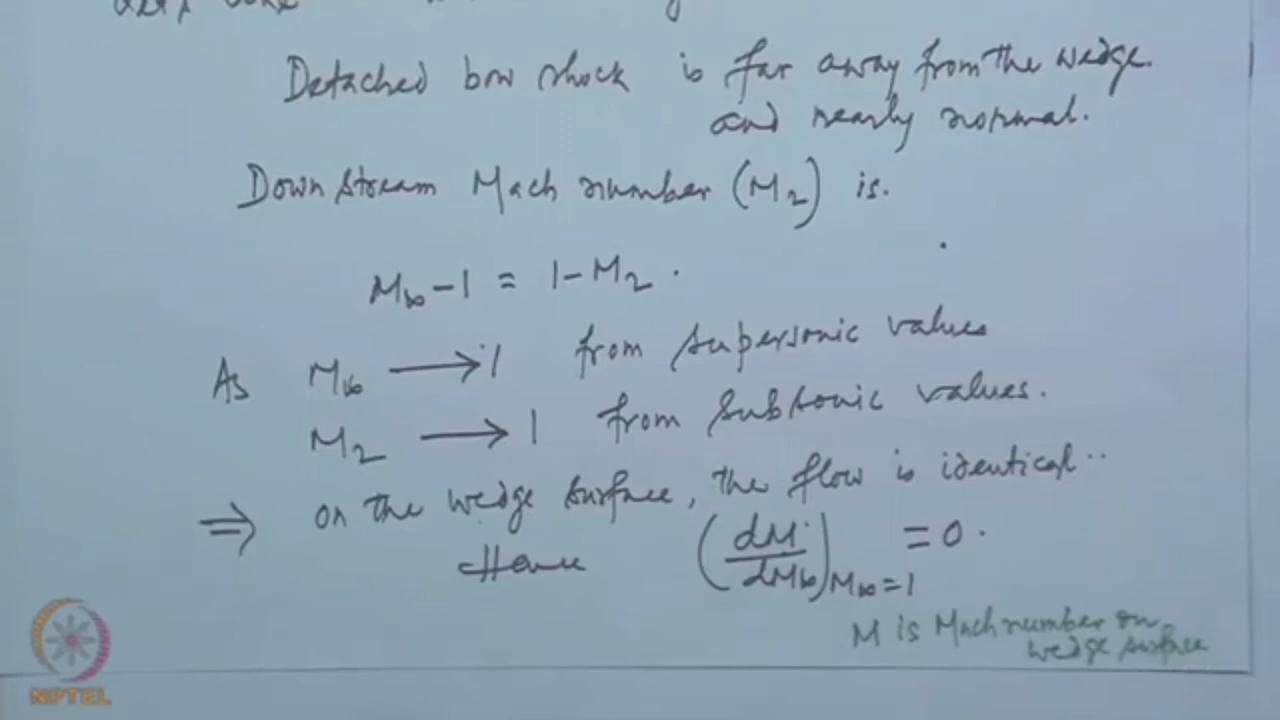 Detached bow shock is far away from the wedge.
and nearly normal.
Downstream Mach number (M₂) is.
M∞ - 1 = 1 - M₂.
As M∞ → 1 from supersonic values
M₂ → 1 from subsonic values.
⇒ on the wedge surface, the flow is identical..
Hence (dM/dM∞)M∞=1 = 0.
M is Mach number on
wedge surface
NPTEL